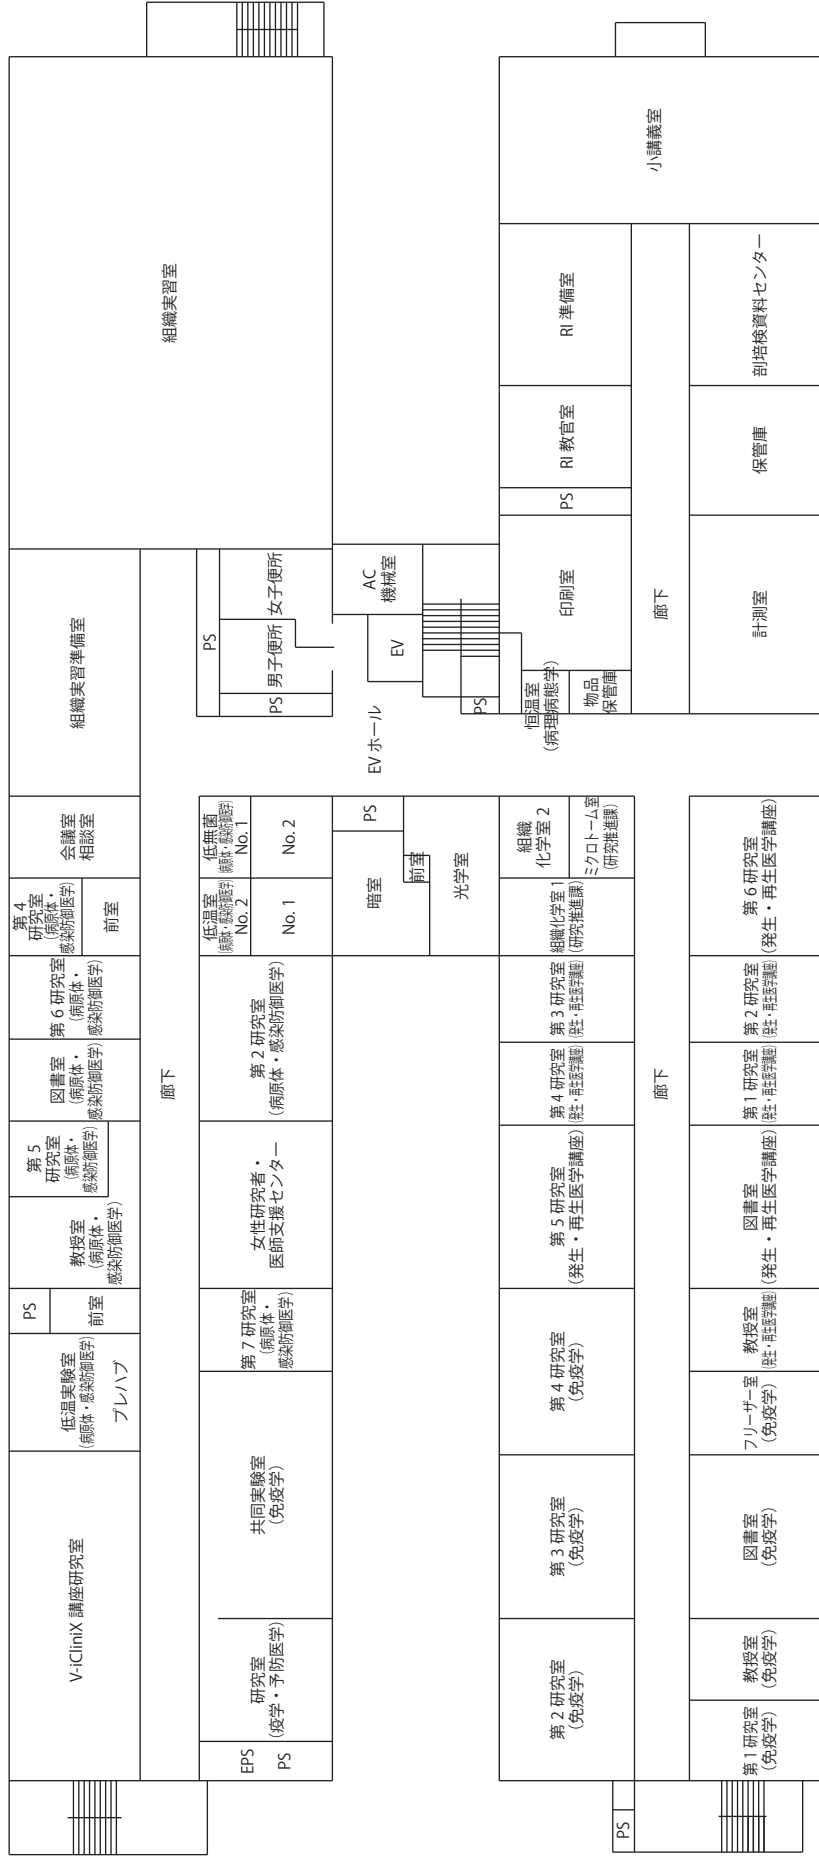 V-iCliniX 講座研究室
低温実験室
(病原体・感染防御医学)
プレハブ
PS
前室
教授室
(病原体・
感染防御医学)
第 5
研究室
(病原体・
感染防御医学)
図書室
(病原体・
感染防御医学)
第 6 研究室
(病原体・
感染防御医学)
第 4
研究室
(病原体・
感染防御医学)
前室
会議室
相談室
組織実習準備室
組織実習室
廊下
EPS
PS
研究室
(疫学・予防医学)
共同実験室
(免疫学)
第 7 研究室
(病原体・
感染防御医学)
女性研究者・
医師支援センター
第 2 研究室
(病原体・感染防御医学)
低温室
(病原体・感染防御医学)
No. 2
No. 1
低無菌
(病原体・感染防御医学)
No. 1
No. 2
PS
PS
男子便所
女子便所
暗室
PS
前室
光学室
EV ホール
EV
AC
機械室
PS
第 2 研究室
(免疫学)
第 3 研究室
(免疫学)
第 4 研究室
(免疫学)
第 5 研究室
(発生・再生医学講座)
第 4 研究室
(発生・再生医学講座)
第 3 研究室
(発生・再生医学講座)
組織化学室 1
(研究推進課)
組織
化学室 2
ミクロトーム室
(研究推進課)
恒温室
(病理病態学)
物品
保管庫
印刷室
PS
RI 教官室
RI 準備室
小講義室
廊下
廊下
PS
第 1 研究室
(免疫学)
教授室
(免疫学)
図書室
(免疫学)
フリーザー室
(免疫学)
教授室
(発生・再生医学講座)
図書室
(発生・再生医学講座)
第 1 研究室
(発生・再生医学講座)
第 2 研究室
(発生・再生医学講座)
第 6 研究室
(発生・再生医学講座)
計測室
保管庫
剖培検資料センター